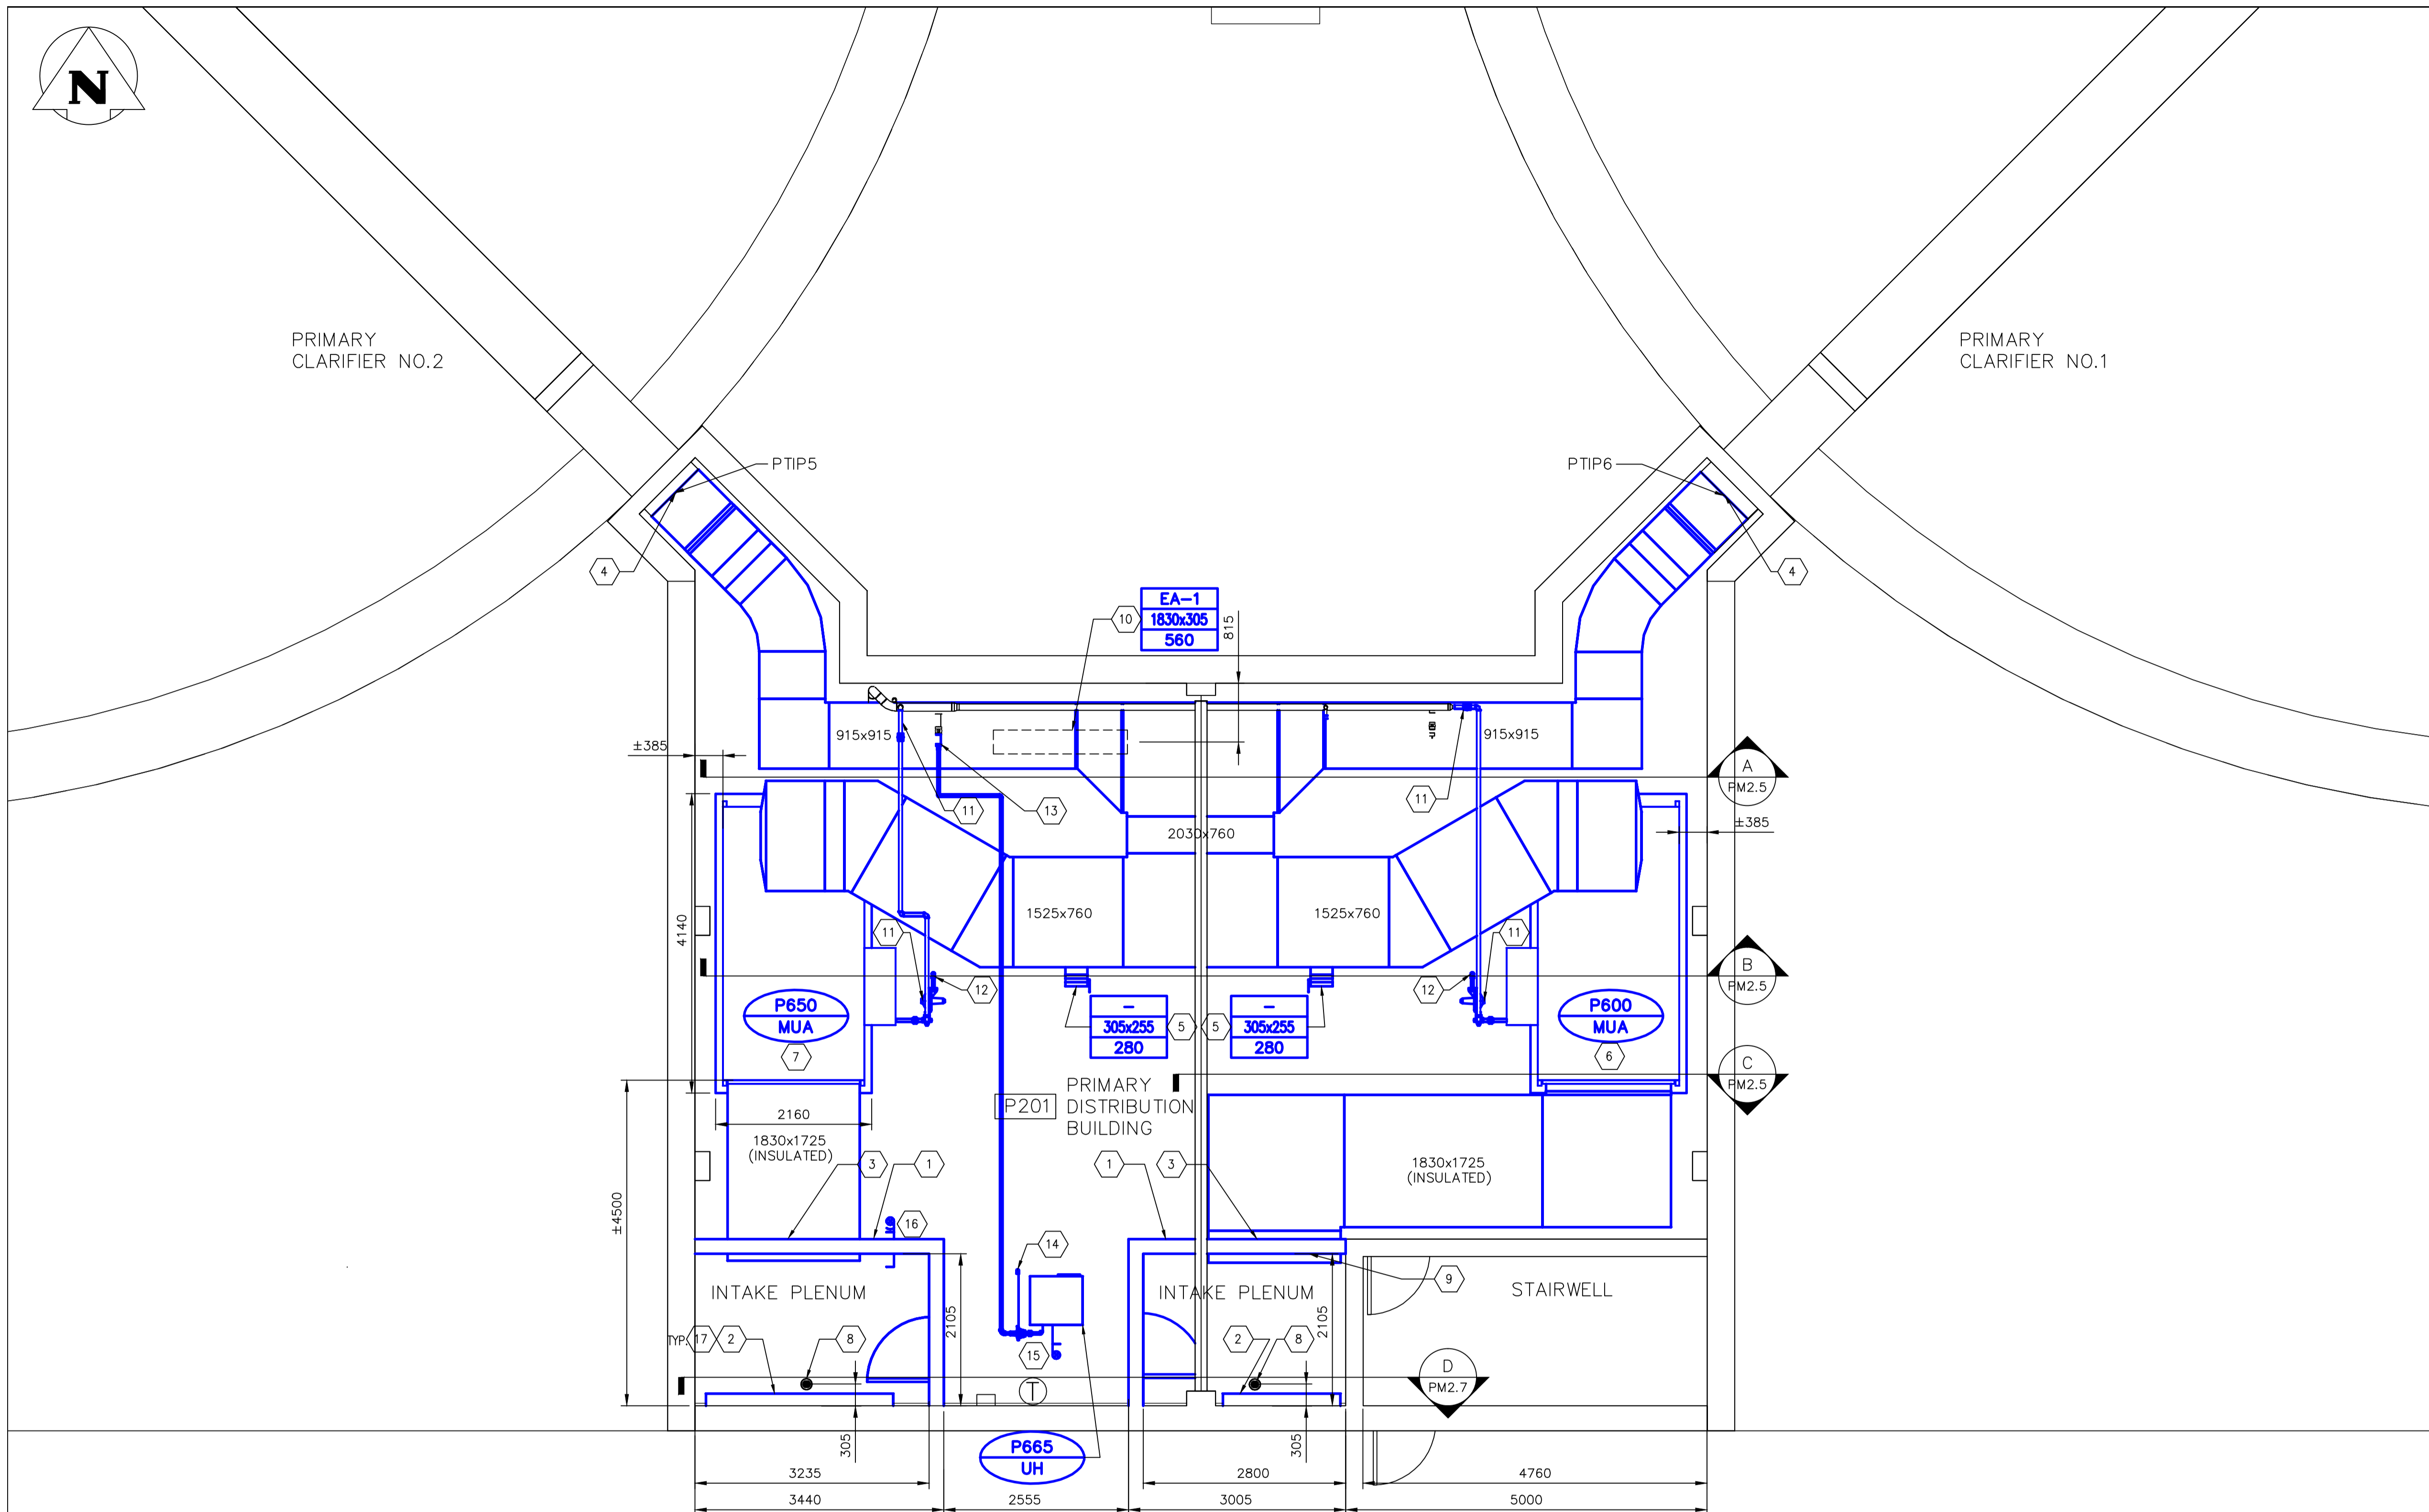 N
PRIMARY
CLARIFIER NO.2
PRIMARY
CLARIFIER NO.1
PTIP5
PTIP6
4
4
10
EA-1
1830x305
560
815
±385
915x915
915x915
A
PM2.5
11
13
11
±385
2030x760
4140
1525x760
1525x760
11
11
B
PM2.5
12
12
P650
MUA
7
-
305x255
280
5
5
-
305x255
280
P600
MUA
6
C
PM2.5
P201
PRIMARY
DISTRIBUTION
BUILDING
2160
1830x1725
(INSULATED)
3
1
1
3
1830x1725
(INSULATED)
±4500
16
14
9
INTAKE PLENUM
INTAKE PLENUM
STAIRWELL
2105
2105
TYP.
17
2
8
15
2
8
T
D
PM2.7
305
305
P665
UH
3235
2800
4760
3440
2555
3005
5000